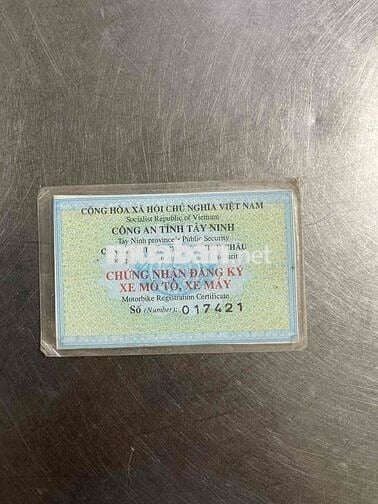 CỘNG HÒA XÃ HỘI CHỦ NGHĨA VIỆT NAM
Socialist Republic of Vietnam
CÔNG AN TỈNH TÂY NINH
Tay Ninh province's Public Security
CHÂU
muaban.net
CHỨNG NHẬN ĐĂNG KÝ
XE MÔ TÔ, XE MÁY
Motorbike Registration Certificate
Số (Number): 017421